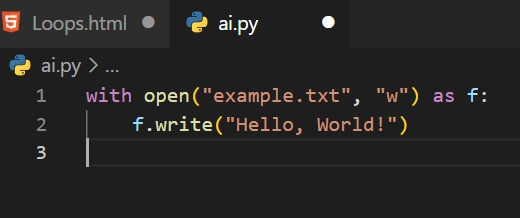 Loops.html
ai.py
ai.py > ...
1 with open("example.txt", "w") as f:
2     f.write("Hello, World!")
3